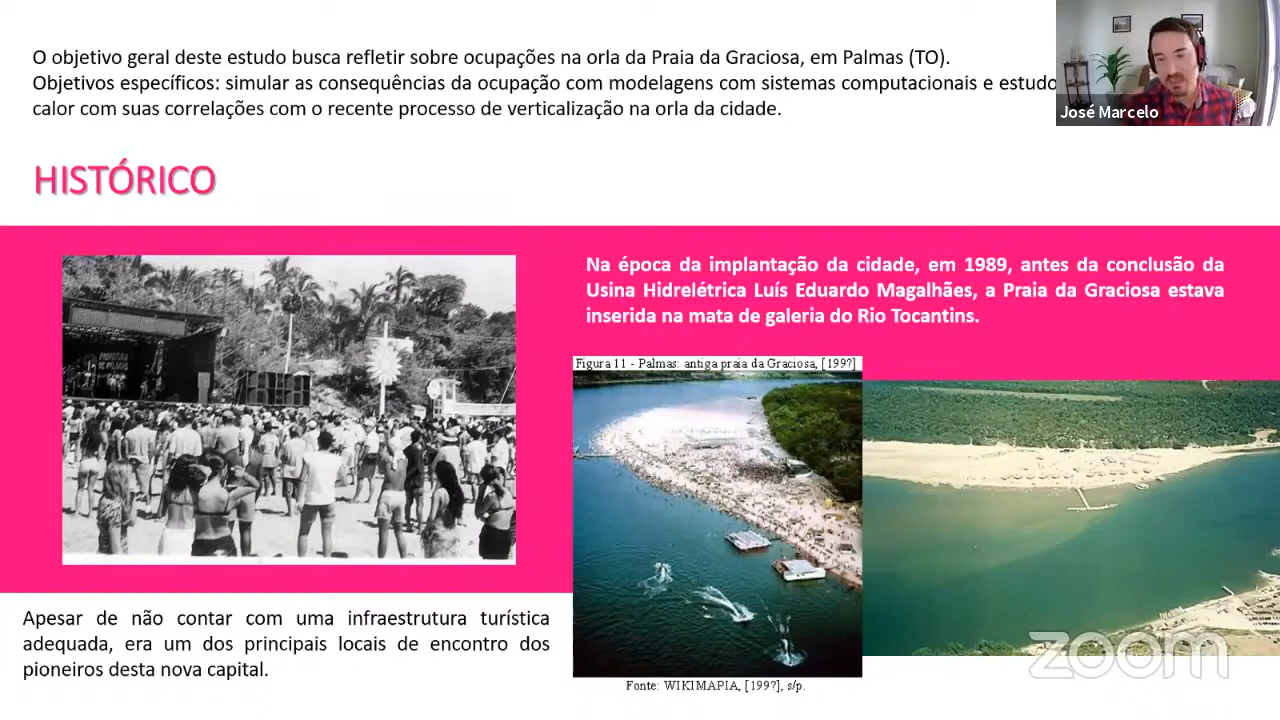 O objetivo geral deste estudo busca refletir sobre ocupações na orla da Praia da Graciosa, em Palmas (TO).
Objetivos específicos: simular as consequências da ocupação com modelagens com sistemas computacionais e estudo
calor com suas correlações com o recente processo de verticalização na orla da cidade.
José Marcelo
HISTÓRICO
Na época da implantação da cidade, em 1989, antes da conclusão da
Usina Hidrelétrica Luís Eduardo Magalhães, a Praia da Graciosa estava
inserida na mata de galeria do Rio Tocantins.
PREFEITURA
DE PALMAS
Figura 11 - Palmas: antiga praia da Graciosa, [199?]
Apesar de não contar com uma infraestrutura turística
adequada, era um dos principais locais de encontro dos
pioneiros desta nova capital.
Fonte: WIKIMAPIA, [199?], s/p.
zoom